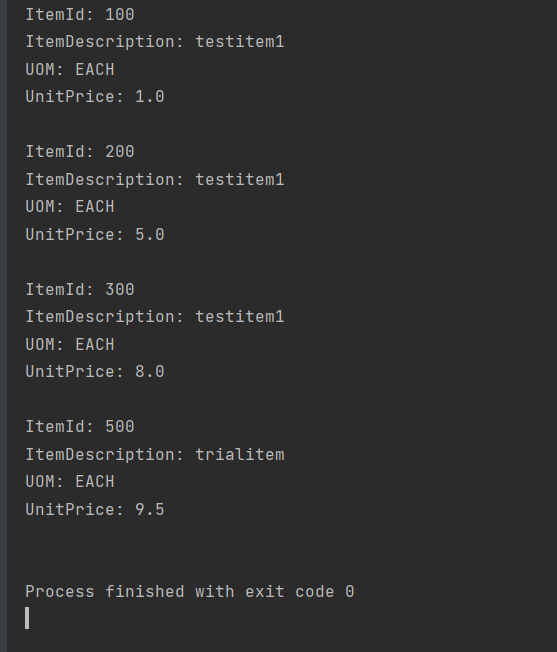 ItemId: 100
ItemDescription: testitem1
UOM: EACH
UnitPrice: 1.0
ItemId: 200
ItemDescription: testitem1
UOM: EACH
UnitPrice: 5.0
ItemId: 300
ItemDescription: testitem1
UOM: EACH
UnitPrice: 8.0
ItemId: 500
ItemDescription: trialitem
UOM: EACH
UnitPrice: 9.5
Process finished with exit code 0